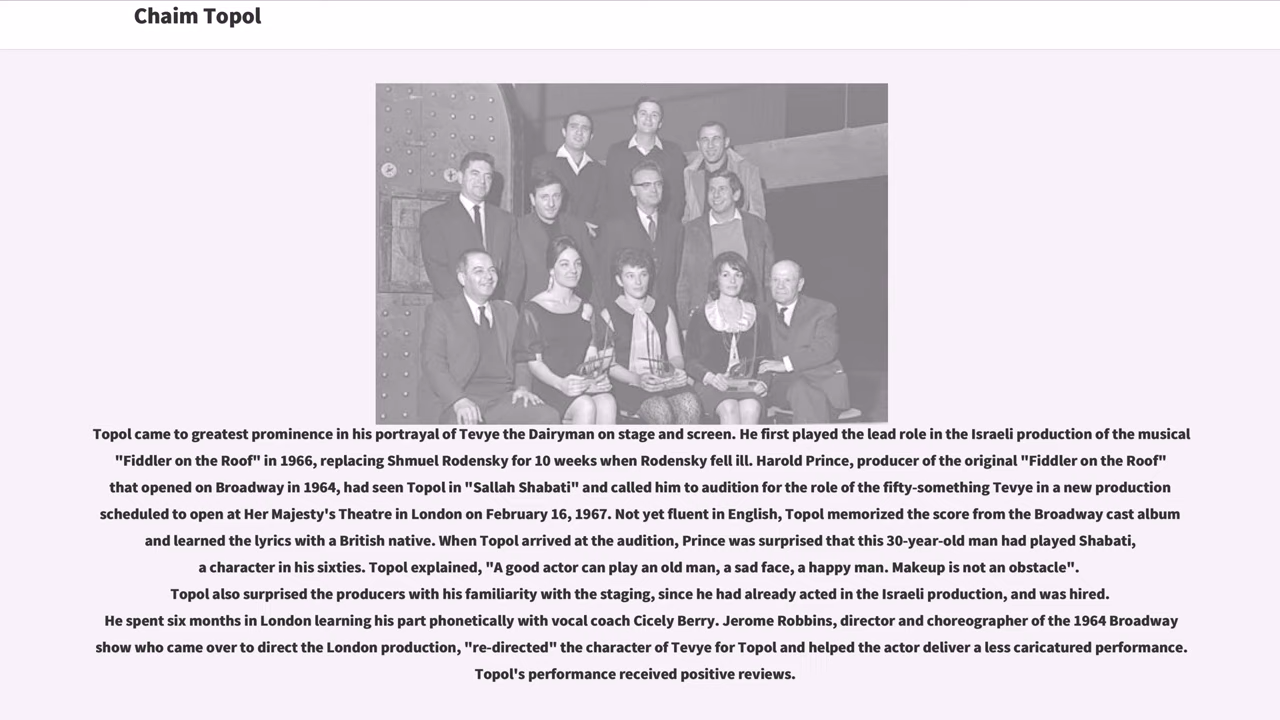 Chaim Topol
Topol came to greatest prominence in his portrayal of Tevye the Dairyman on stage and screen. He first played the lead role in the Israeli production of the musical
"Fiddler on the Roof" in 1966, replacing Shmuel Rodensky for 10 weeks when Rodensky fell ill. Harold Prince, producer of the original "Fiddler on the Roof"
that opened on Broadway in 1964, had seen Topol in "Sallah Shabati" and called him to audition for the role of the fifty-something Tevye in a new production
scheduled to open at Her Majesty's Theatre in London on February 16, 1967. Not yet fluent in English, Topol memorized the score from the Broadway cast album
and learned the lyrics with a British native. When Topol arrived at the audition, Prince was surprised that this 30-year-old man had played Shabati,
a character in his sixties. Topol explained, "A good actor can play an old man, a sad face, a happy man. Makeup is not an obstacle".
Topol also surprised the producers with his familiarity with the staging, since he had already acted in the Israeli production, and was hired.
He spent six months in London learning his part phonetically with vocal coach Cicely Berry. Jerome Robbins, director and choreographer of the 1964 Broadway
show who came over to direct the London production, "re-directed" the character of Tevye for Topol and helped the actor deliver a less caricatured performance.
Topol's performance received positive reviews.